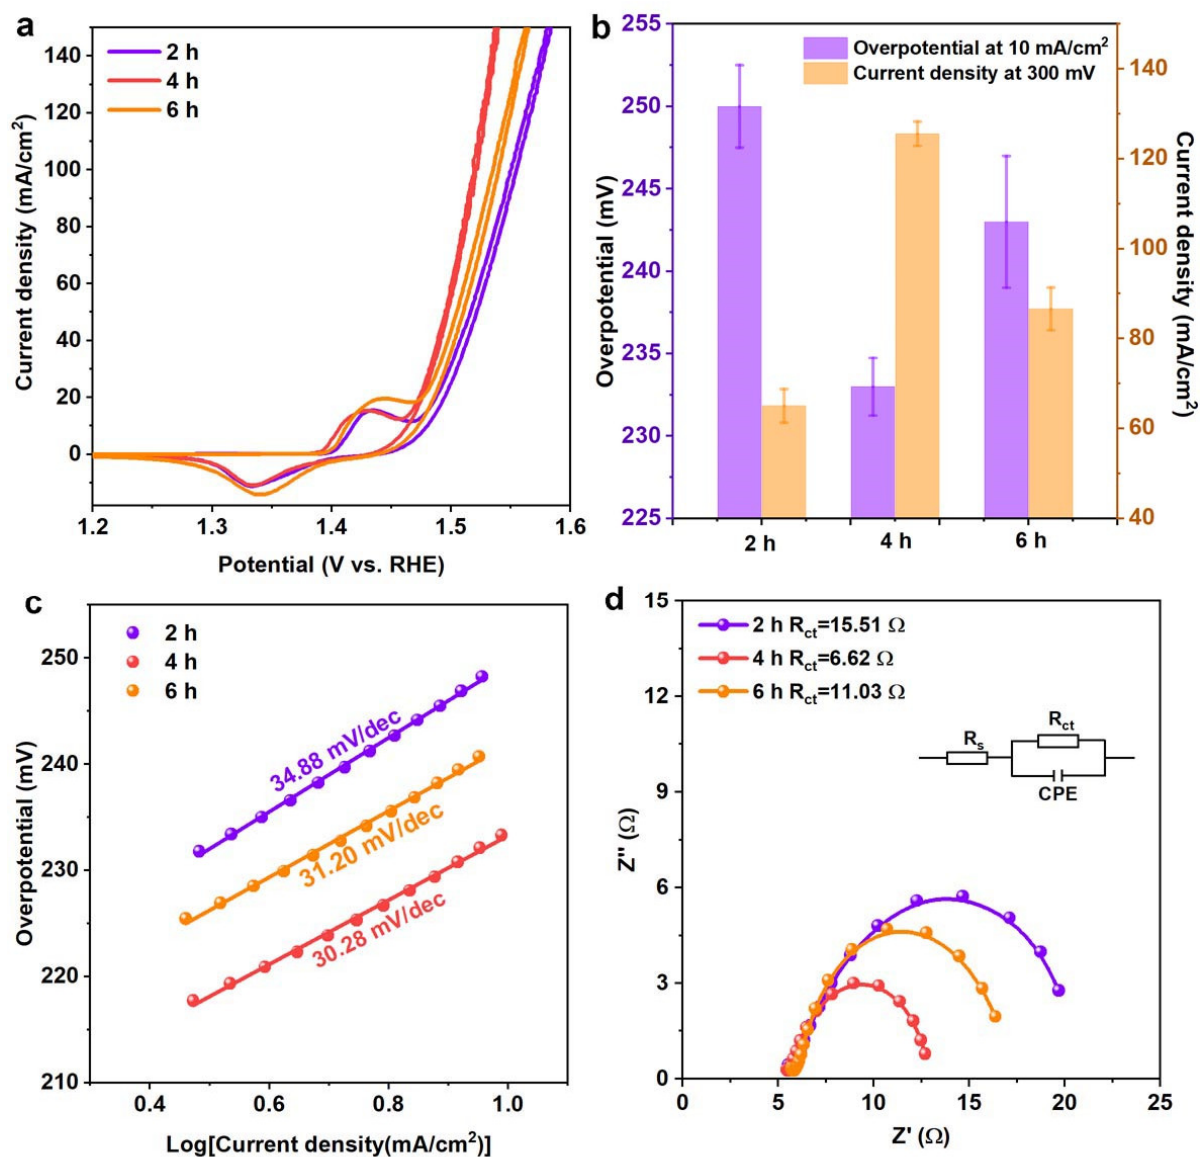 a
140
120
100
80
60
40
20
0
Current density (mA/cm²)
2 h
4 h
6 h
1.2
1.3
1.4
1.5
1.6
Potential (V vs. RHE)
b
255
250
245
240
235
230
225
Overpotential (mV)
Overpotential at 10 mA/cm²
Current density at 300 mV
140
120
100
80
60
40
Current density (mA/cm²)
2 h
4 h
6 h
c
250
240
230
220
210
Overpotential (mV)
2 h
4 h
6 h
34.88 mV/dec
31.20 mV/dec
30.28 mV/dec
0.4
0.6
0.8
1.0
Log[Current density(mA/cm²)]
d
15
12
9
6
3
0
Z'' (Ω)
2 h Rct=15.51 Ω
4 h Rct=6.62 Ω
6 h Rct=11.03 Ω
Rs
Rct
CPE
0
5
10
15
20
25
Z' (Ω)